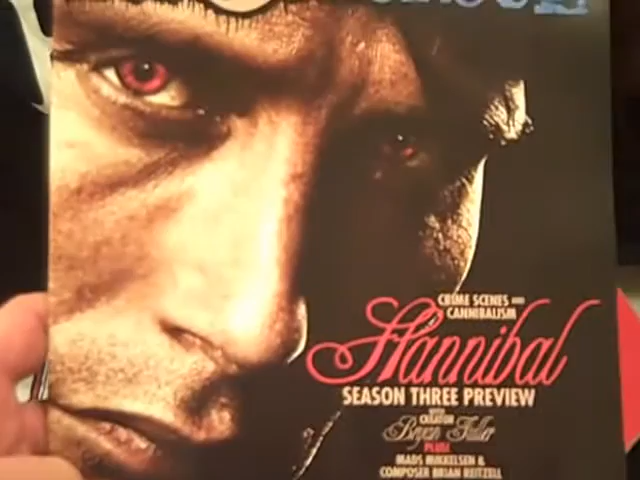 CRIME SCENES AND
CANNIBALISM
Hannibal
SEASON THREE PREVIEW
WITH
CREATOR
Bryan Fuller
PLUS
MADS MIKKELSEN &
COMPOSER BRIAN REITZELL